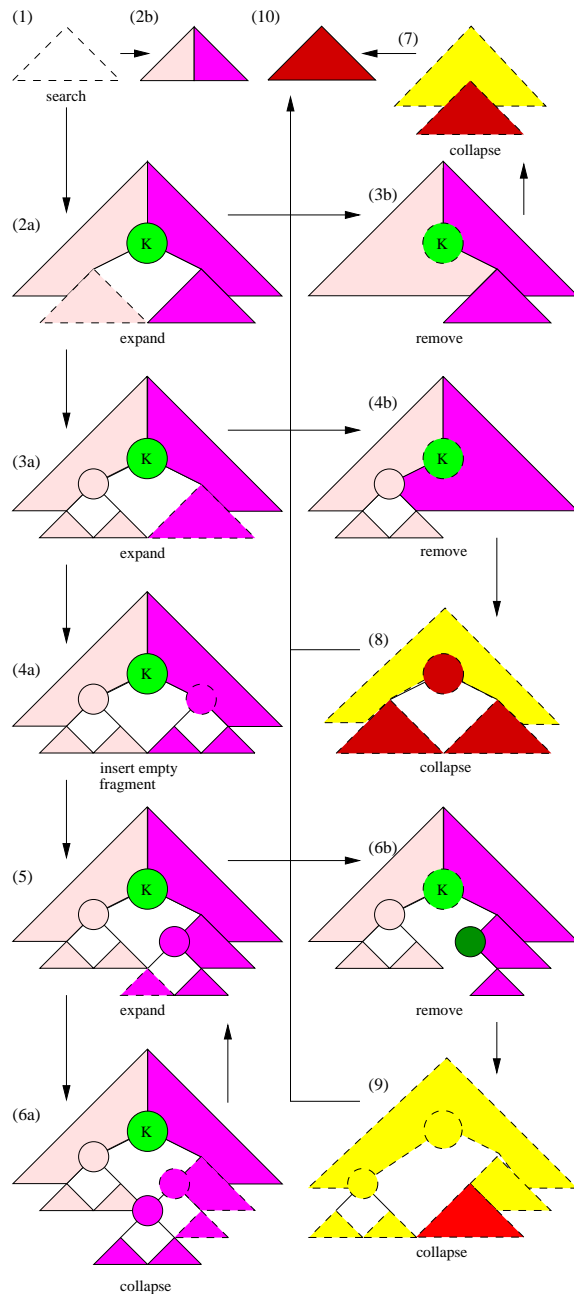 (1)
(2b)
(10)
(7)
search
collapse
(2a)
K
(3b)
K
expand
remove
(3a)
K
(4b)
K
expand
remove
(4a)
K
(8)
insert empty
fragment
collapse
(5)
K
(6b)
K
expand
remove
(6a)
K
(9)
collapse
collapse